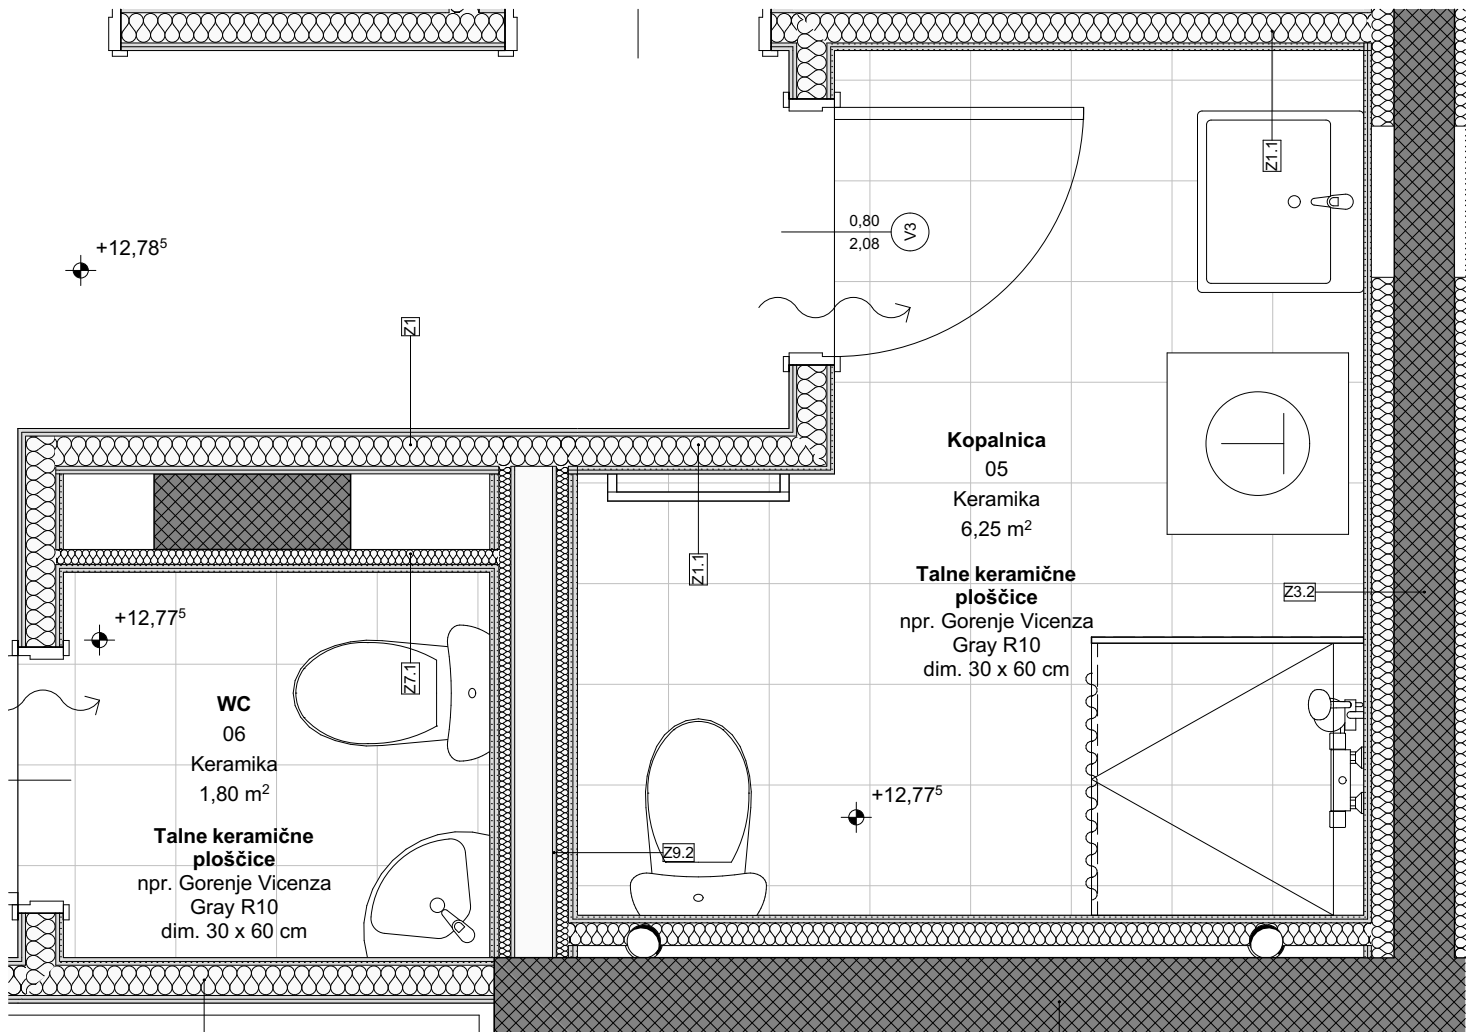 +12,78⁵
Z1
0,80
2,08
V3
Z1.1
Kopalnica
05
Keramika
6,25 m²
Talne keramične
ploščice
npr. Gorenje Vicenza
Gray R10
dim. 30 x 60 cm
Z1.1
Z3.2
+12,77⁵
Z7.1
WC
06
Keramika
1,80 m²
Talne keramične
ploščice
npr. Gorenje Vicenza
Gray R10
dim. 30 x 60 cm
+12,77⁵
Z9.2